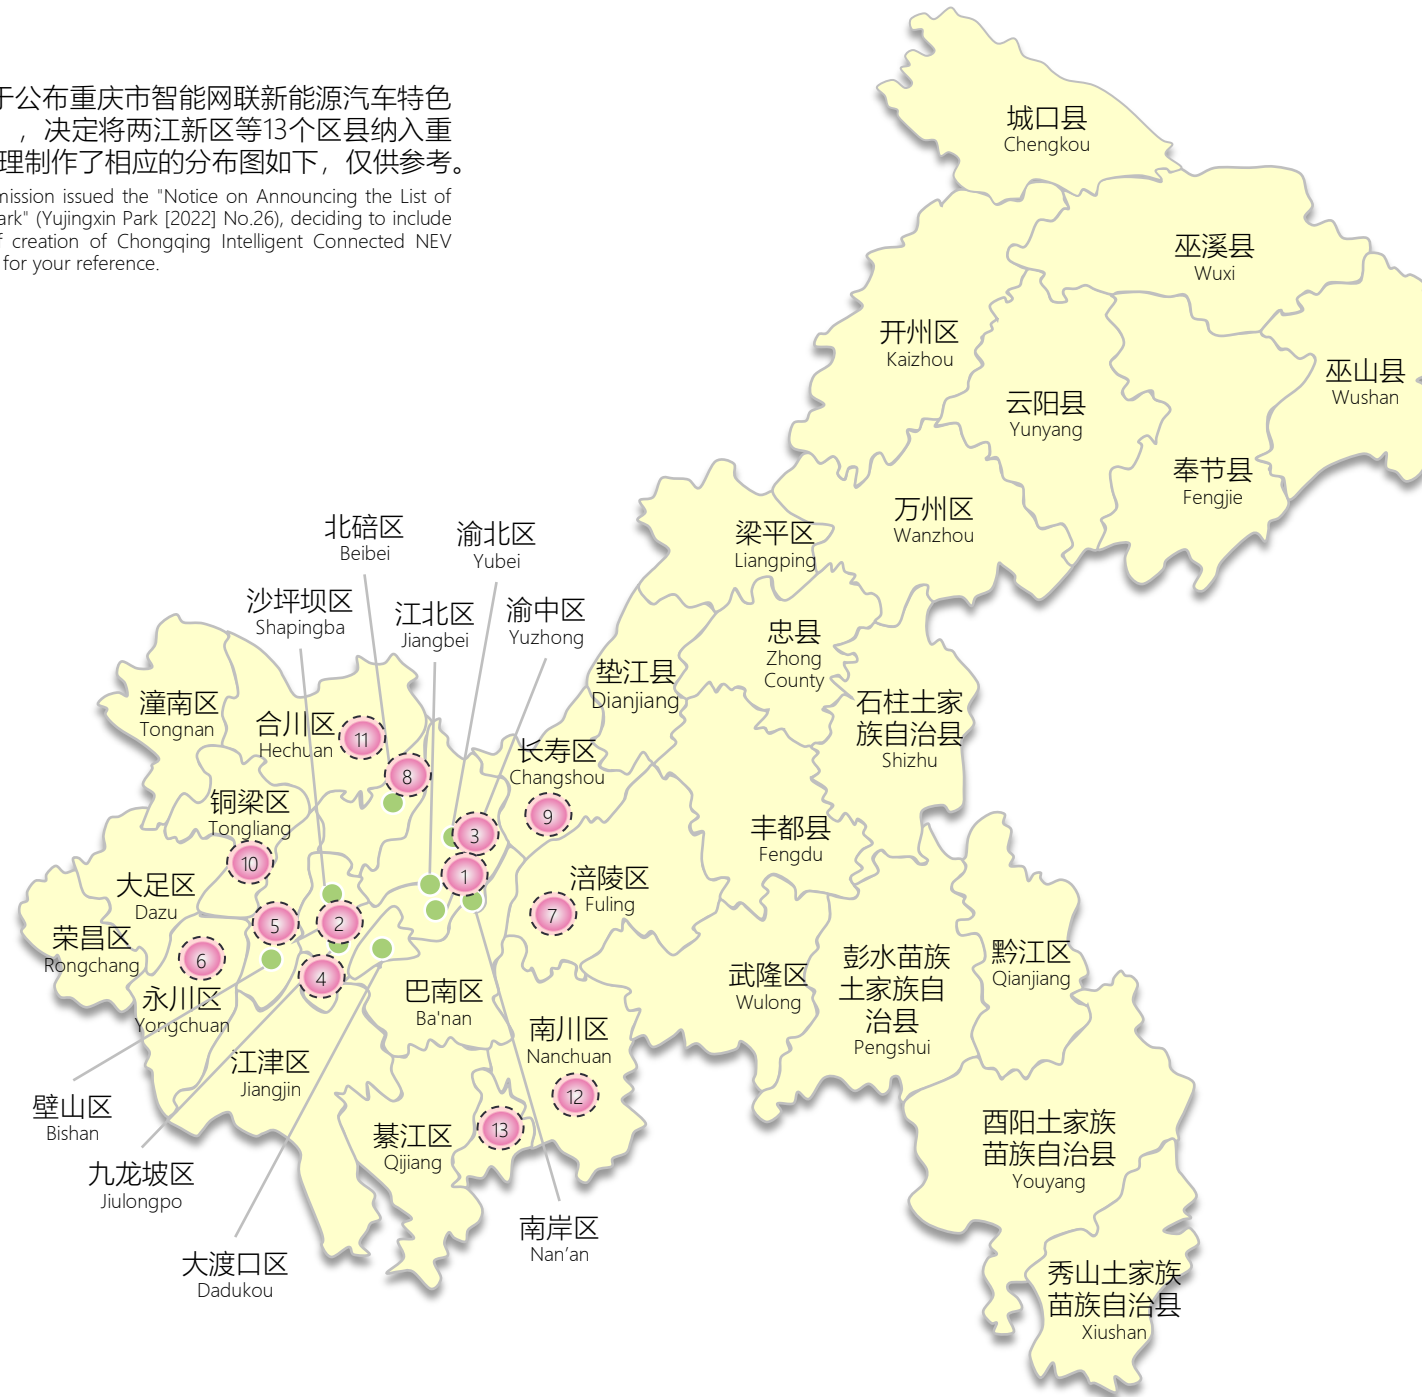 于公布重庆市智能网联新能源汽车特色
，决定将两江新区等13个区县纳入重
理制作了相应的分布图如下，仅供参考。
mission issued the "Notice on Announcing the List of
ark" (Yujingxin Park [2022] No.26), deciding to include
f creation of Chongqing Intelligent Connected NEV
for your reference.
城口县
Chengkou
巫溪县
Wuxi
开州区
Kaizhou
巫山县
Wushan
云阳县
Yunyang
奉节县
Fengjie
万州区
Wanzhou
梁平区
Liangping
北碚区
Beibei
渝北区
Yubei
沙坪坝区
Shapingba
江北区
Jiangbei
渝中区
Yuzhong
忠县
Zhong
County
垫江县
Dianjiang
石柱土家
族自治县
Shizhu
潼南区
Tongnan
合川区
Hechuan
11
长寿区
Changshou
8
铜梁区
Tongliang
9
3
丰都县
Fengdu
10
1
大足区
Dazu
涪陵区
Fuling
7
5
2
荣昌区
Rongchang
6
4
永川区
Yongchuan
巴南区
Ba'nan
武隆区
Wulong
彭水苗族
土家族自
治县
Pengshui
黔江区
Qianjiang
南川区
Nanchuan
江津区
Jiangjin
12
壁山区
Bishan
綦江区
Qijiang
13
酉阳土家族
苗族自治县
Youyang
九龙坡区
Jiulongpo
南岸区
Nan’an
大渡口区
Dadukou
秀山土家族
苗族自治县
Xiushan